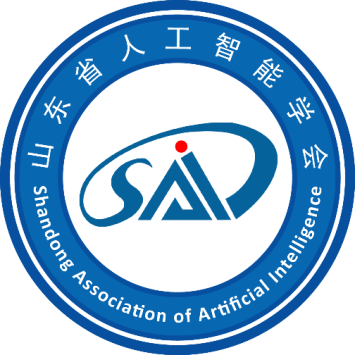 山东省人工智能学会
SAI
Shandong Association of Artificial Intelligence